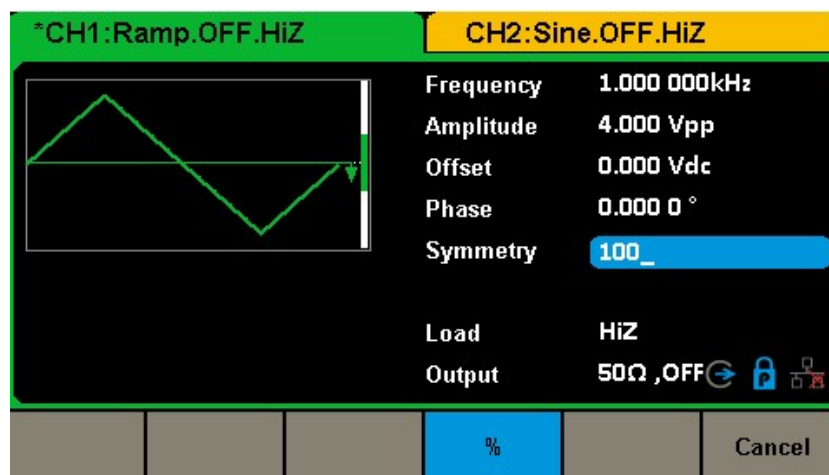 *CH1:Ramp.OFF.HiZ CH2:Sine.OFF.HiZ
Frequency 1.000 000kHz
Amplitude 4.000 Vpp
Offset 0.000 Vdc
Phase 0.000 0 °
Symmetry 100_
Load HiZ
Output 50Ω ,OFF
P
% Cancel